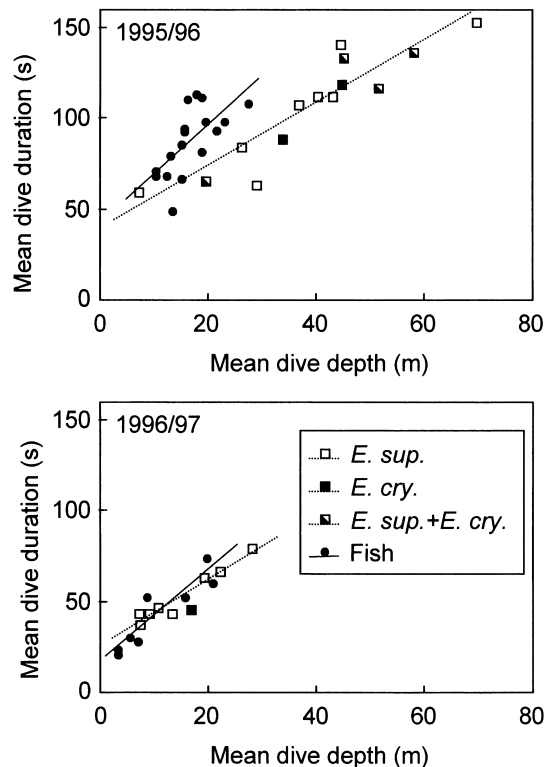 150
1995/96
100
50
0
Mean dive duration (s)
0 20 40 60 80
Mean dive depth (m)
150
1996/97
100
50
0
Mean dive duration (s)
E. sup.
E. cry.
E. sup.+E. cry.
Fish
0 20 40 60 80
Mean dive depth (m)